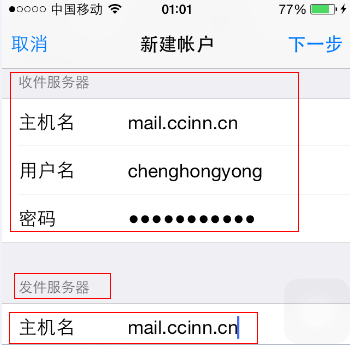 中国移动 01:01 77%
取消 新建帐户 下一步
收件服务器
主机名 mail.ccinn.cn
用户名 chenghongyong
密码 ●●●●●●●●●●●
发件服务器
主机名 mail.ccinn.cn